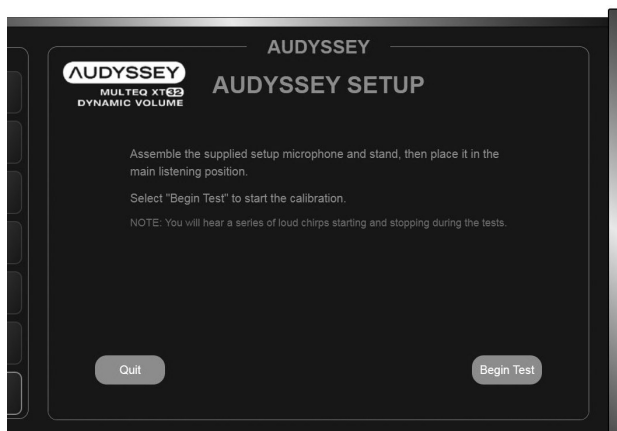 AUDYSSEY
AUDYSSEY
MULTEQ XT32
DYNAMIC VOLUME
AUDYSSEY SETUP
Assemble the supplied setup microphone and stand, then place it in the
main listening position.
Select "Begin Test" to start the calibration.
NOTE: You will hear a series of loud chirps starting and stopping during the tests.
Quit
Begin Test